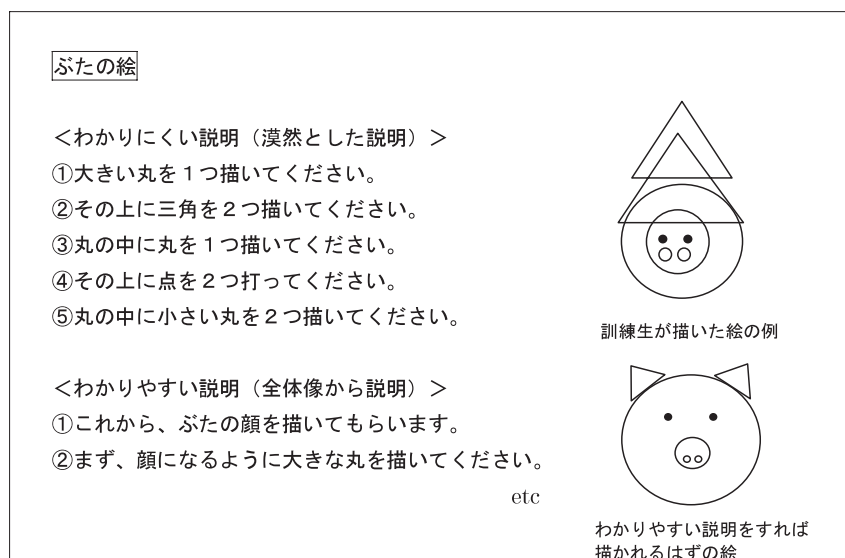 ぶたの絵
＜わかりにくい説明（漠然とした説明）＞
①大きい丸を１つ描いてください。
②その上に三角を２つ描いてください。
③丸の中に丸を１つ描いてください。
④その上に点を２つ打ってください。
⑤丸の中に小さい丸を２つ描いてください。
訓練生が描いた絵の例
＜わかりやすい説明（全体像から説明）＞
①これから、ぶたの顔を描いてもらいます。
②まず、顔になるように大きな丸を描いてください。
etc
わかりやすい説明をすれば
描かれるはずの絵